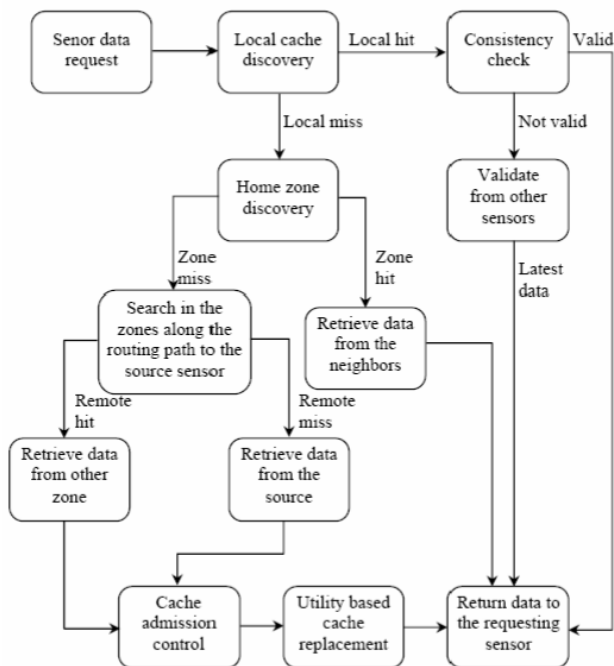 Senor data
request
Local cache
discovery
Local hit
Consistency
check
Valid
Local miss
Not valid
Home zone
discovery
Validate
from other
sensors
Zone
miss
Zone
hit
Latest
data
Search in the
zones along the
routing path to the
source sensor
Retrieve data
from the
neighbors
Remote
hit
Remote
miss
Retrieve data
from other
zone
Retrieve data
from the
source
Cache
admission
control
Utility based
cache
replacement
Return data to
the requesting
sensor